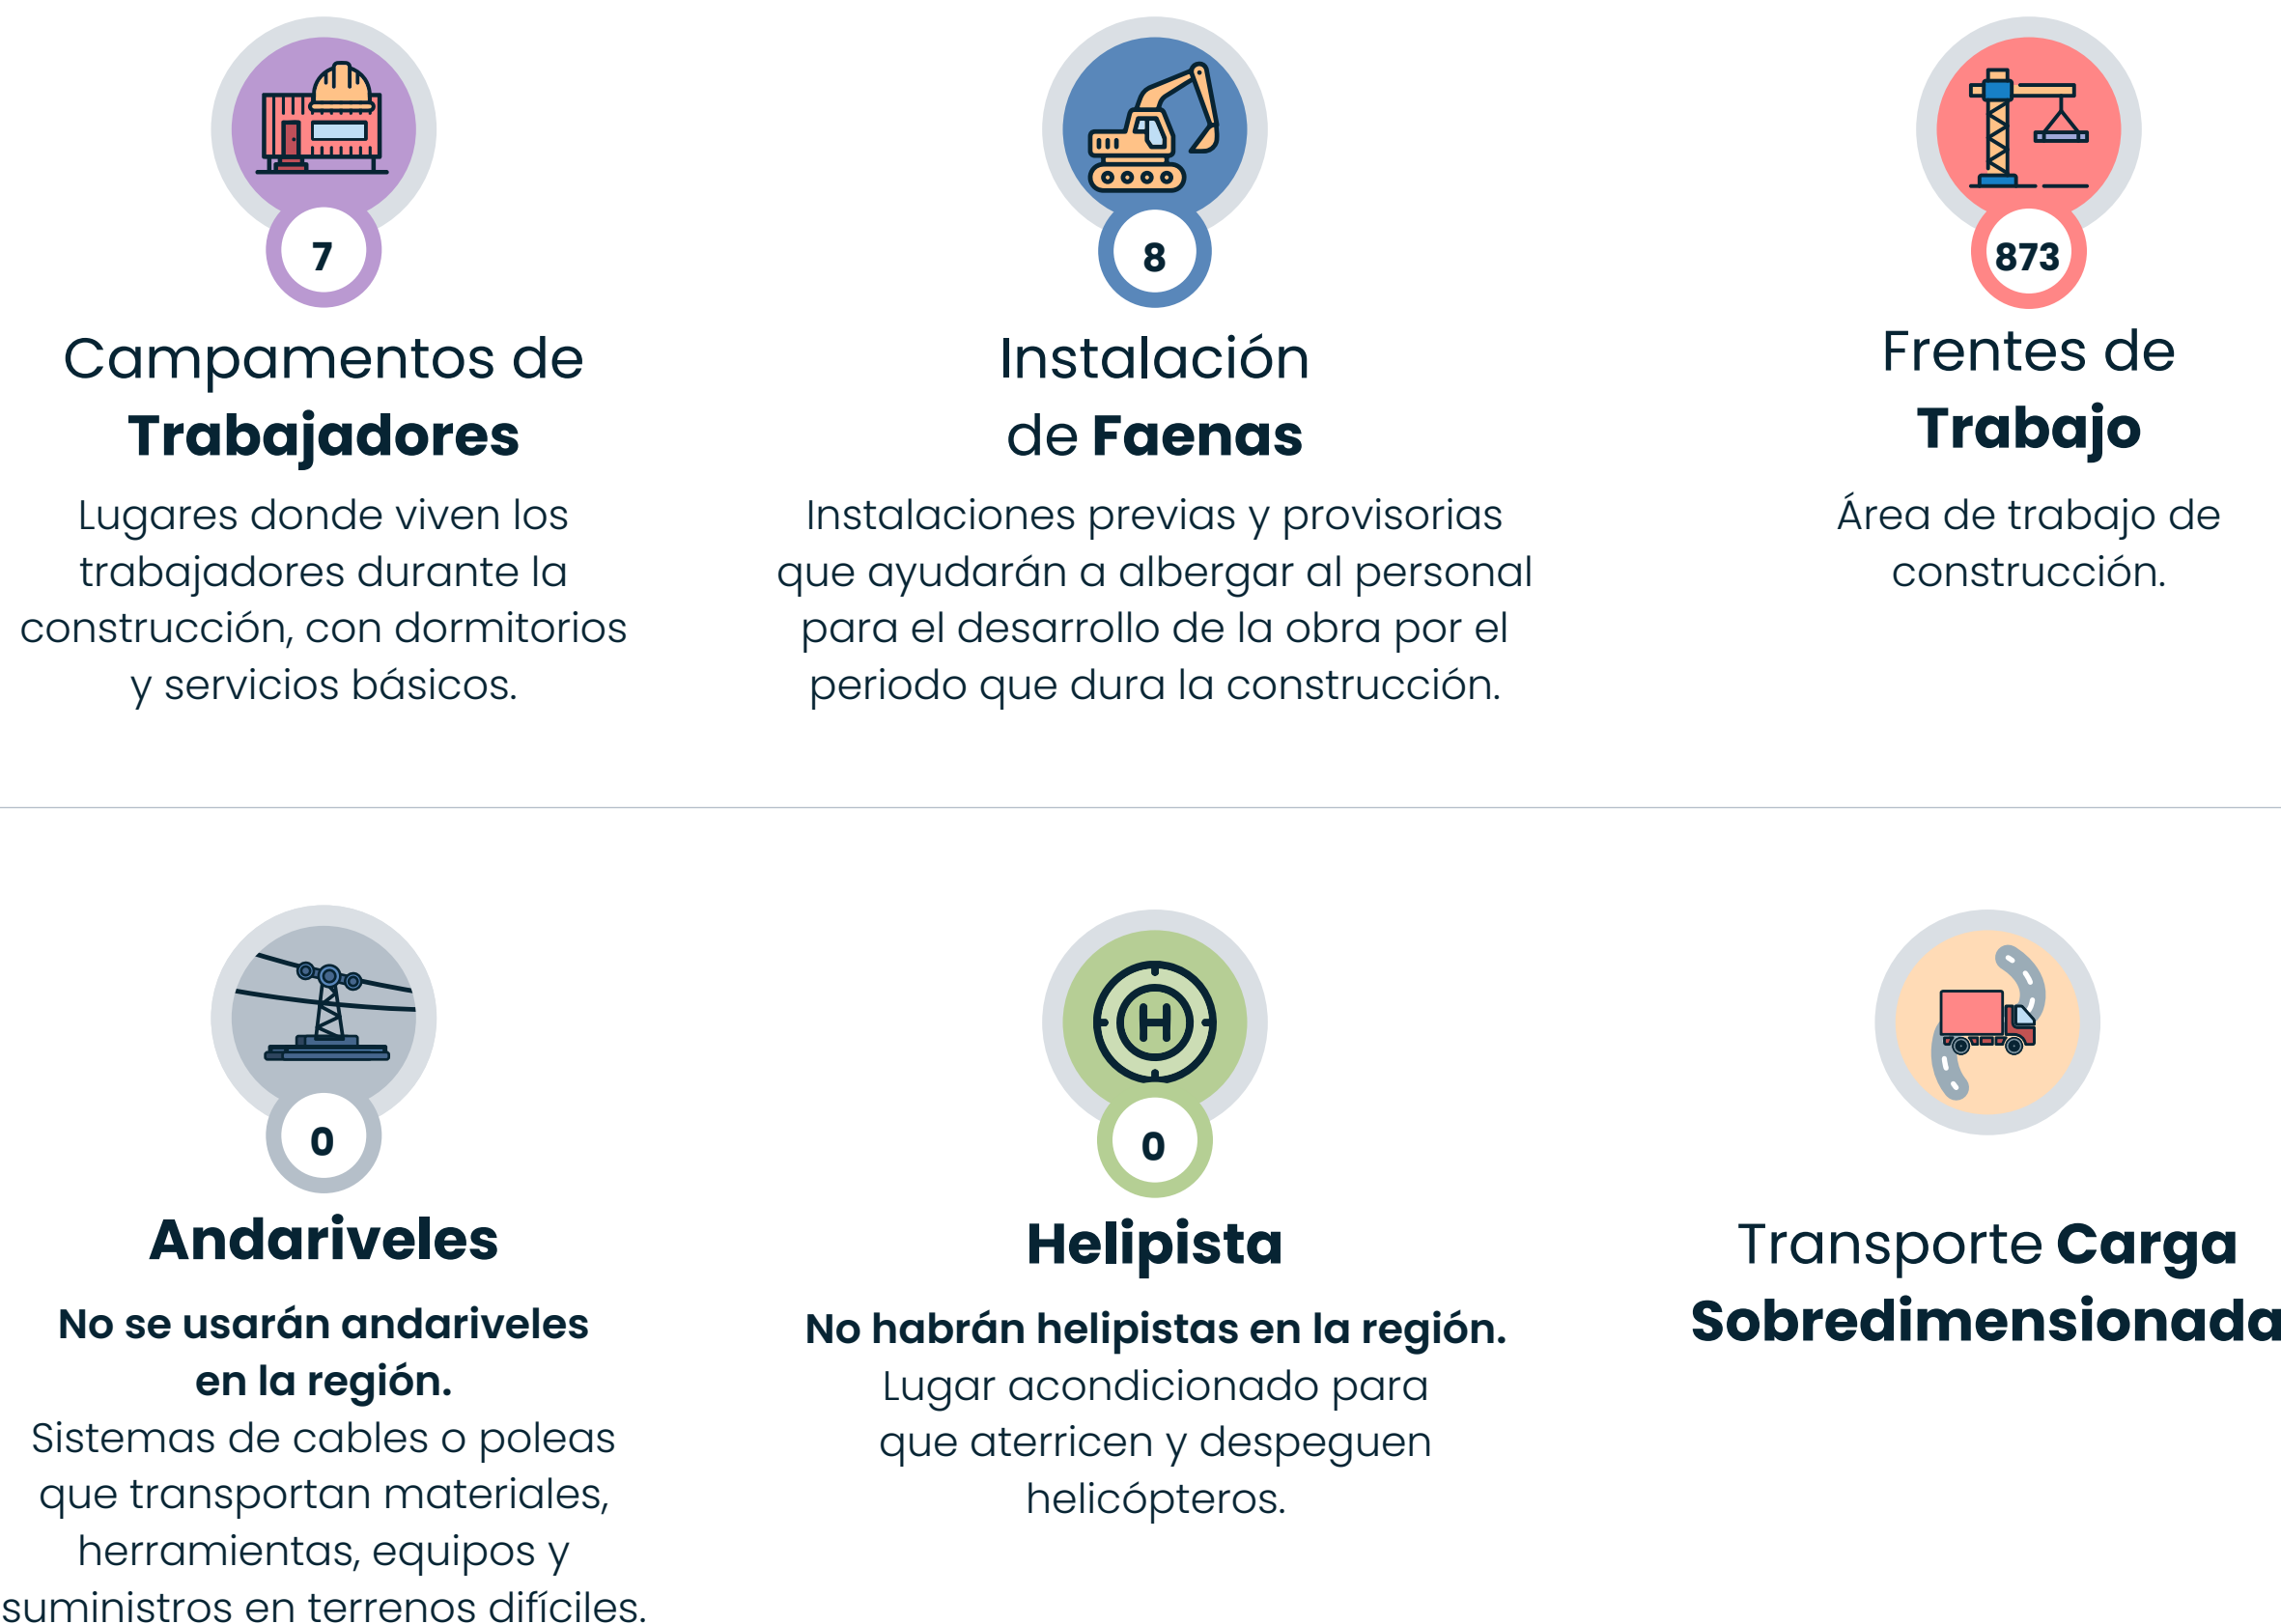 7
Campamentos de
Trabajadores
Lugares donde viven los
trabajadores durante la
construcción, con dormitorios
y servicios básicos.
8
Instalación
de Faenas
Instalaciones previas y provisorias
que ayudarán a albergar al personal
para el desarrollo de la obra por el
periodo que dura la construcción.
873
Frentes de
Trabajo
Área de trabajo de
construcción.
0
Andariveles
No se usarán andariveles
en la región.
Sistemas de cables o poleas
que transportan materiales,
herramientas, equipos y
suministros en terrenos difíciles.
H
0
Helipista
No habrán helipistas en la región.
Lugar acondicionado para
que aterricen y despeguen
helicópteros.
Transporte Carga
Sobredimensionada